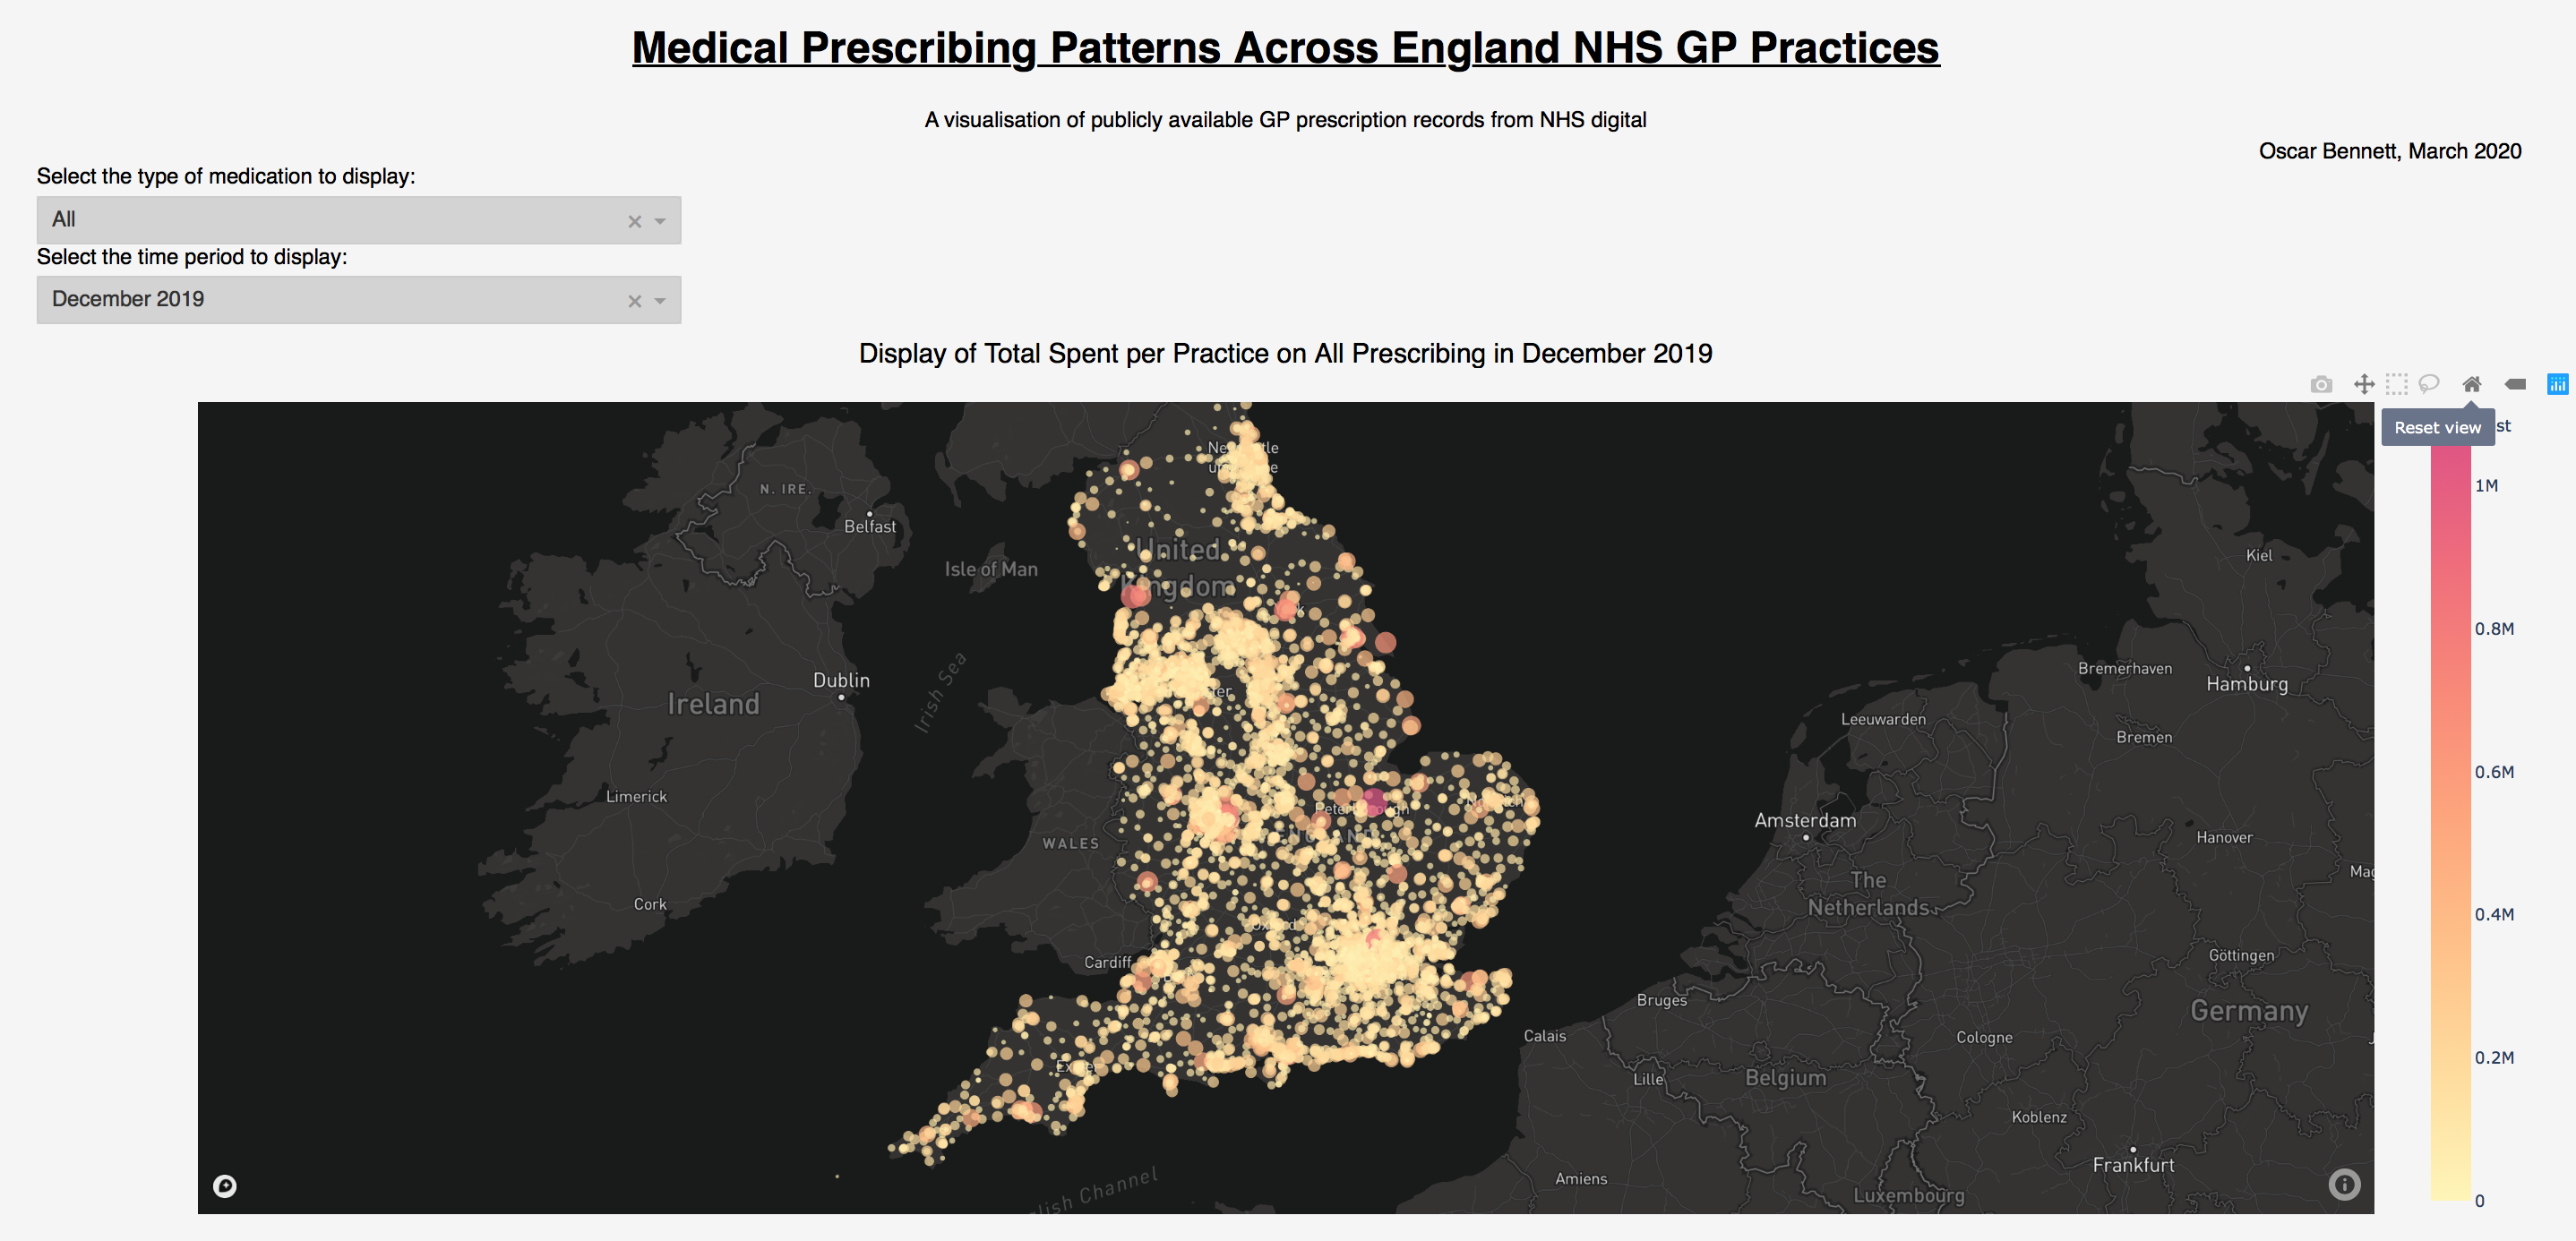 Medical Prescribing Patterns Across England NHS GP Practices
A visualisation of publicly available GP prescription records from NHS digital
Oscar Bennett, March 2020
Select the type of medication to display:
All
Select the time period to display:
December 2019
Display of Total Spent per Practice on All Prescribing in December 2019
Reset view
st
1M
0.8M
0.6M
0.4M
0.2M
0
N. IRE.
Belfast
Isle of Man
United
Kingdom
Dublin
Ireland
Irish Sea
Limerick
Cork
WALES
Cardiff
ENGLAND
Kiel
Bremerhaven
Hamburg
Leeuwarden
Bremen
Amsterdam
Hanover
The
Netherlands
Göttingen
Bruges
Germany
Calais
Cologne
Lille
Belgium
Koblenz
Frankfurt
Amiens
Luxembourg
lish Channel